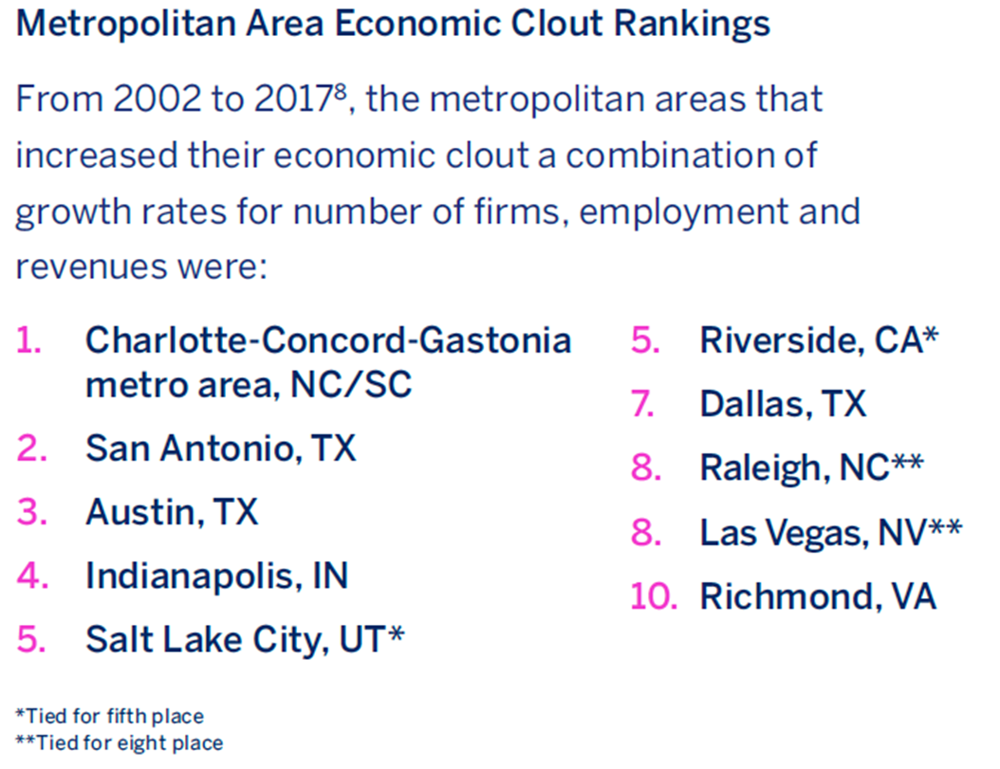 Metropolitan Area Economic Clout Rankings
From 2002 to 2017⁸, the metropolitan areas that
increased their economic clout a combination of
growth rates for number of firms, employment and
revenues were:
1. Charlotte-Concord-Gastonia
metro area, NC/SC
2. San Antonio, TX
3. Austin, TX
4. Indianapolis, IN
5. Salt Lake City, UT*
5. Riverside, CA*
7. Dallas, TX
8. Raleigh, NC**
8. Las Vegas, NV**
10. Richmond, VA
*Tied for fifth place
**Tied for eight place